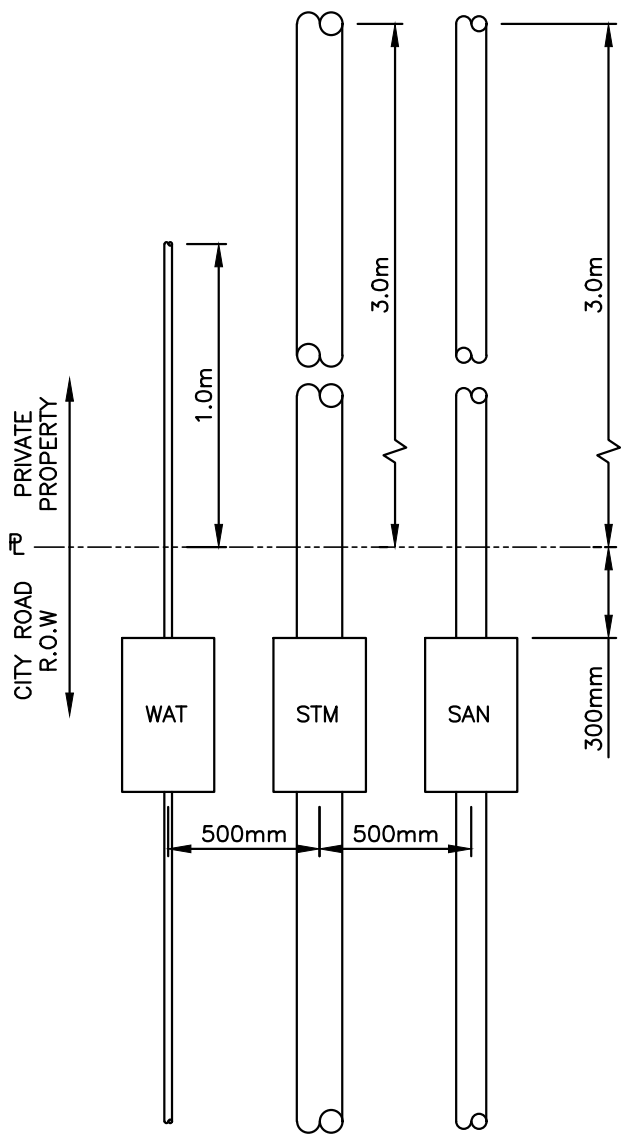 3.0m
3.0m
1.0m
PRIVATE
PROPERTY
PL
CITY ROAD
R.O.W
WAT
STM
SAN
300mm
500mm
500mm